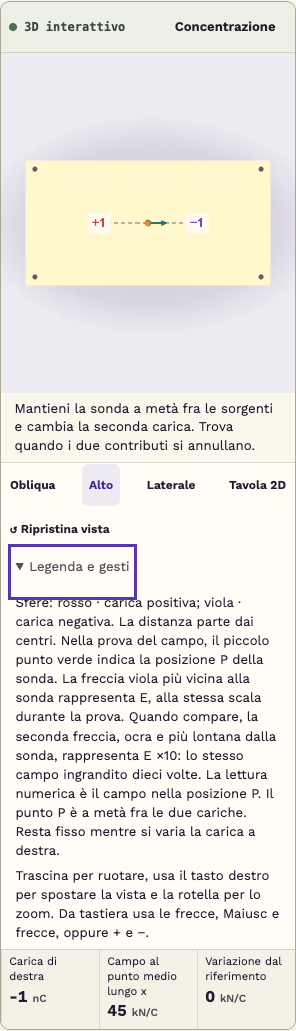 3D interattivo Concentrazione
+1 −1
Mantieni la sonda a metà fra le sorgenti
e cambia la seconda carica. Trova
quando i due contributi si annullano.
Obliqua Alto Laterale Tavola 2D
↺ Ripristina vista
▼ Legenda e gesti
Sfere: rosso · carica positiva; viola ·
carica negativa. La distanza parte dai
centri. Nella prova del campo, il piccolo
punto verde indica la posizione P della
sonda. La freccia viola più vicina alla
sonda rappresenta E, alla stessa scala
durante la prova. Quando compare, la
seconda freccia, ocra e più lontana dalla
sonda, rappresenta E ×10: lo stesso
campo ingrandito dieci volte. La lettura
numerica è il campo nella posizione P. Il
punto P è a metà fra le due cariche.
Resta fisso mentre si varia la carica a
destra.
Trascina per ruotare, usa il tasto destro
per spostare la vista e la rotella per lo
zoom. Da tastiera usa le frecce, Maiusc e
frecce, oppure + e −.
Carica di
destra
−1 nC
Campo al
punto medio
lungo x
45 kN/C
Variazione dal
riferimento
0 kN/C